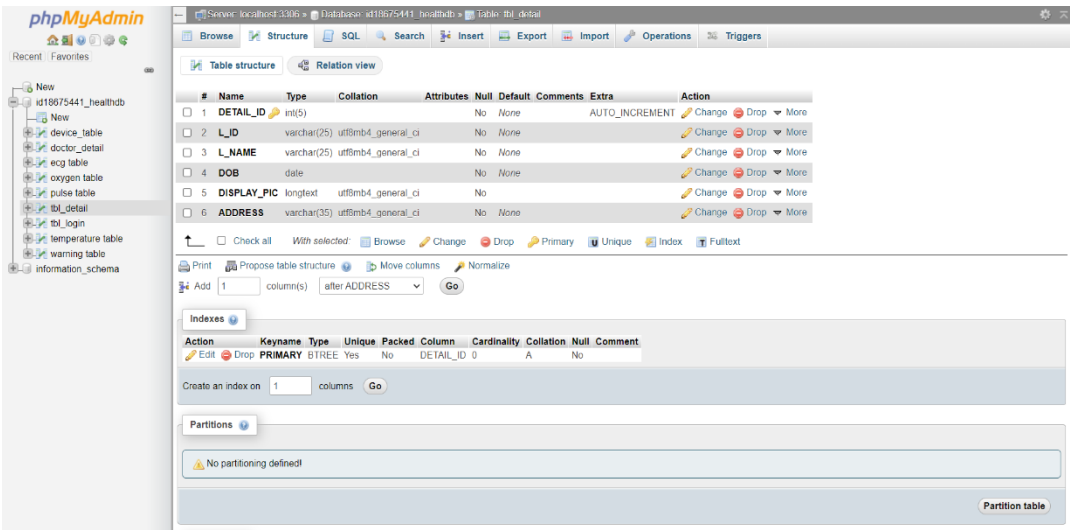 phpMyAdmin
Recent Favorites
New
id18675441_healthdb
New
device_table
doctor_detail
ecg table
oxygen table
pulse table
tbl_detail
tbl_login
temperature table
warning table
information_schema
Server: localhost:3306 » Database: id18675441_healthdb » Table: tbl_detail
Browse Structure SQL Search Insert Export Import Operations Triggers
Table structure Relation view
# Name Type Collation Attributes Null Default Comments Extra Action
1 DETAIL_ID int(5) No None AUTO_INCREMENT Change Drop More
2 L_ID varchar(25) utf8mb4_general_ci No None Change Drop More
3 L_NAME varchar(25) utf8mb4_general_ci No None Change Drop More
4 DOB date No None Change Drop More
5 DISPLAY_PIC longtext utf8mb4_general_ci No Change Drop More
6 ADDRESS varchar(35) utf8mb4_general_ci No None Change Drop More
Check all With selected: Browse Change Drop Primary Unique Index Fulltext
Print Propose table structure Move columns Normalize
Add 1 column(s) after ADDRESS Go
Indexes
Action Keyname Type Unique Packed Column Cardinality Collation Null Comment
Edit Drop PRIMARY BTREE Yes No DETAIL_ID 0 A No
Create an index on 1 columns Go
Partitions
No partitioning defined!
Partition table